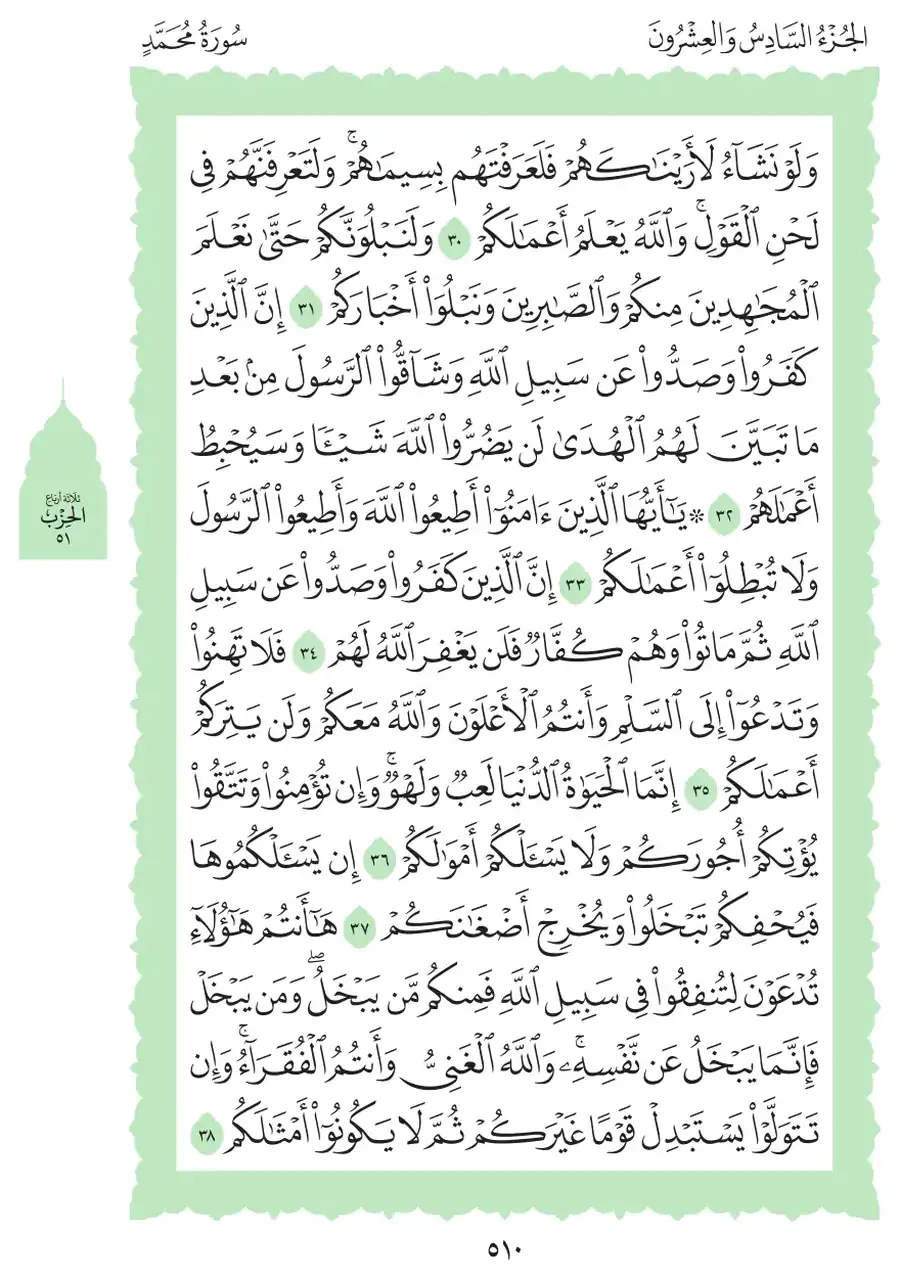 الجُزْءُ السَّادِسُ وَالعِشْرُونَ
سُورَةُ مُحَمَّدٍ
وَلَوْ نَشَآءُ لَأَرَيْنَٰكَهُمْ فَلَعَرَفْتَهُم بِسِيمَٰهُمْۚ وَلَتَعْرِفَنَّهُمْ فِى
لَحْنِ ٱلْقَوْلِۚ وَٱللَّهُ يَعْلَمُ أَعْمَٰلَكُمْ ٣٠ وَلَنَبْلُوَنَّكُمْ حَتَّىٰ نَعْلَمَ
ٱلْمُجَٰهِدِينَ مِنكُمْ وَٱلصَّٰبِرِينَ وَنَبْلُوَا۟ أَخْبَارَكُمْ ٣١ إِنَّ ٱلَّذِينَ
كَفَرُوا۟ وَصَدُّوا۟ عَن سَبِيلِ ٱللَّهِ وَشَآقُّوا۟ ٱلرَّسُولَ مِنۢ بَعْدِ
مَا تَبَيَّنَ لَهُمُ ٱلْهُدَىٰ لَن يَضُرُّوا۟ ٱللَّهَ شَيْـًٔا وَسَيُحْبِطُ
أَعْمَٰلَهُمْ ٣٢ ۞ يَٰٓأَيُّهَا ٱلَّذِينَ ءَامَنُوٓا۟ أَطِيعُوا۟ ٱللَّهَ وَأَطِيعُوا۟ ٱلرَّسُولَ
وَلَا تُبْطِلُوٓا۟ أَعْمَٰلَكُمْ ٣٣ إِنَّ ٱلَّذِينَ كَفَرُوا۟ وَصَدُّوا۟ عَن سَبِيلِ
ٱللَّهِ ثُمَّ مَاتُوا۟ وَهُمْ كُفَّارٌ فَلَن يَغْفِرَ ٱللَّهُ لَهُمْ ٣٤ فَلَا تَهِنُوا۟
وَتَدْعُوٓا۟ إِلَى ٱلسَّلْمِ وَأَنتُمُ ٱلْأَعْلَوْنَ وَٱللَّهُ مَعَكُمْ وَلَن يَتِرَكُمْ
أَعْمَٰلَكُمْ ٣٥ إِنَّمَا ٱلْحَيَوٰةُ ٱلدُّنْيَا لَعِبٌ وَلَهْوٌۚ وَإِن تُؤْمِنُوا۟ وَتَتَّقُوا۟
يُؤْتِكُمْ أُجُورَكُمْ وَلَا يَسْـَٔلْكُمْ أَمْوَٰلَكُمْ ٣٦ إِن يَسْـَٔلْكُمُوهَا
فَيُحْفِكُمْ تَبْخَلُوا۟ وَيُخْرِجْ أَضْغَٰنَكُمْ ٣٧ هَٰٓأَنتُمْ هَٰٓؤُلَآءِ
تُدْعَوْنَ لِتُنفِقُوا۟ فِى سَبِيلِ ٱللَّهِ فَمِنكُم مَّن يَبْخَلُۖ وَمَن يَبْخَلْ
فَإِنَّمَا يَبْخَلُ عَن نَّفْسِهِۦۚ وَٱللَّهُ ٱلْغَنِىُّ وَأَنتُمُ ٱلْفُقَرَآءُۚ وَإِن
تَتَوَلَّوْا۟ يَسْتَبْدِلْ قَوْمًا غَيْرَكُمْ ثُمَّ لَا يَكُونُوٓا۟ أَمْثَٰلَكُم ٣٨
ثلاثة أرباع
الحِزْب
٥١
٥١٠